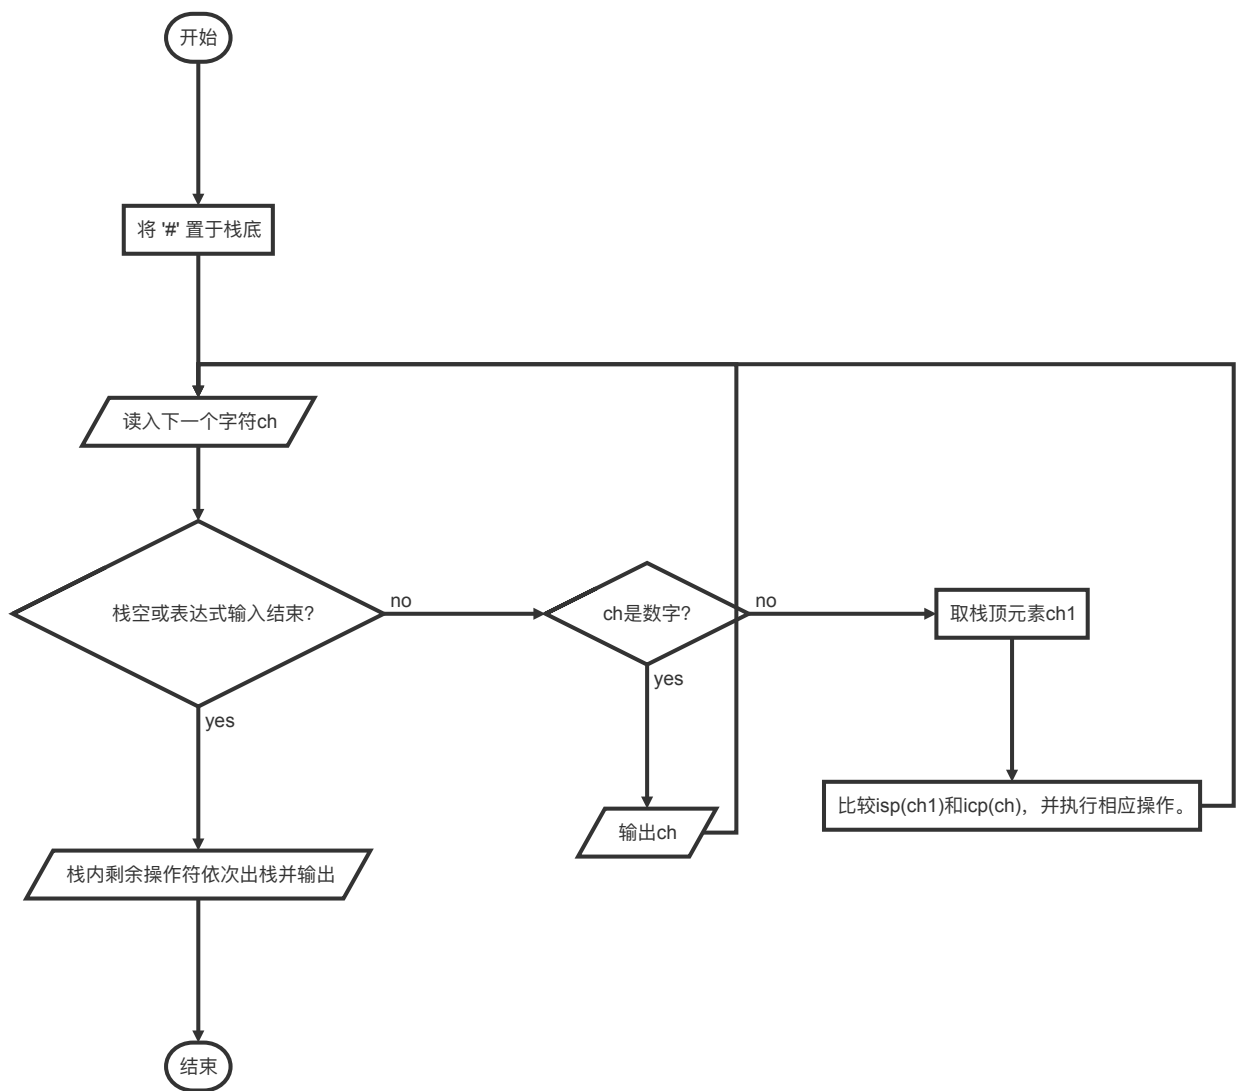 开始
将 '#' 置于栈底
读入下一个字符ch
栈空或表达式输入结束?
no
ch是数字?
no
取栈顶元素ch1
yes
yes
比较isp(ch1)和icp(ch)，并执行相应操作。
输出ch
栈内剩余操作符依次出栈并输出
结束